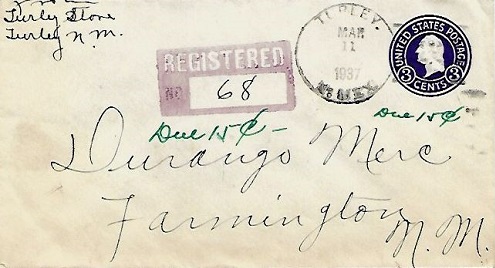 Turley Store
Turley N.M.
REGISTERED
NO 68
TURLEY
MAR
11
1937
N. MEX.
UNITED STATES POSTAGE
3 CENTS 3
Due 15¢ -
Due 15¢
Durango Merc
Farmington
N. M.